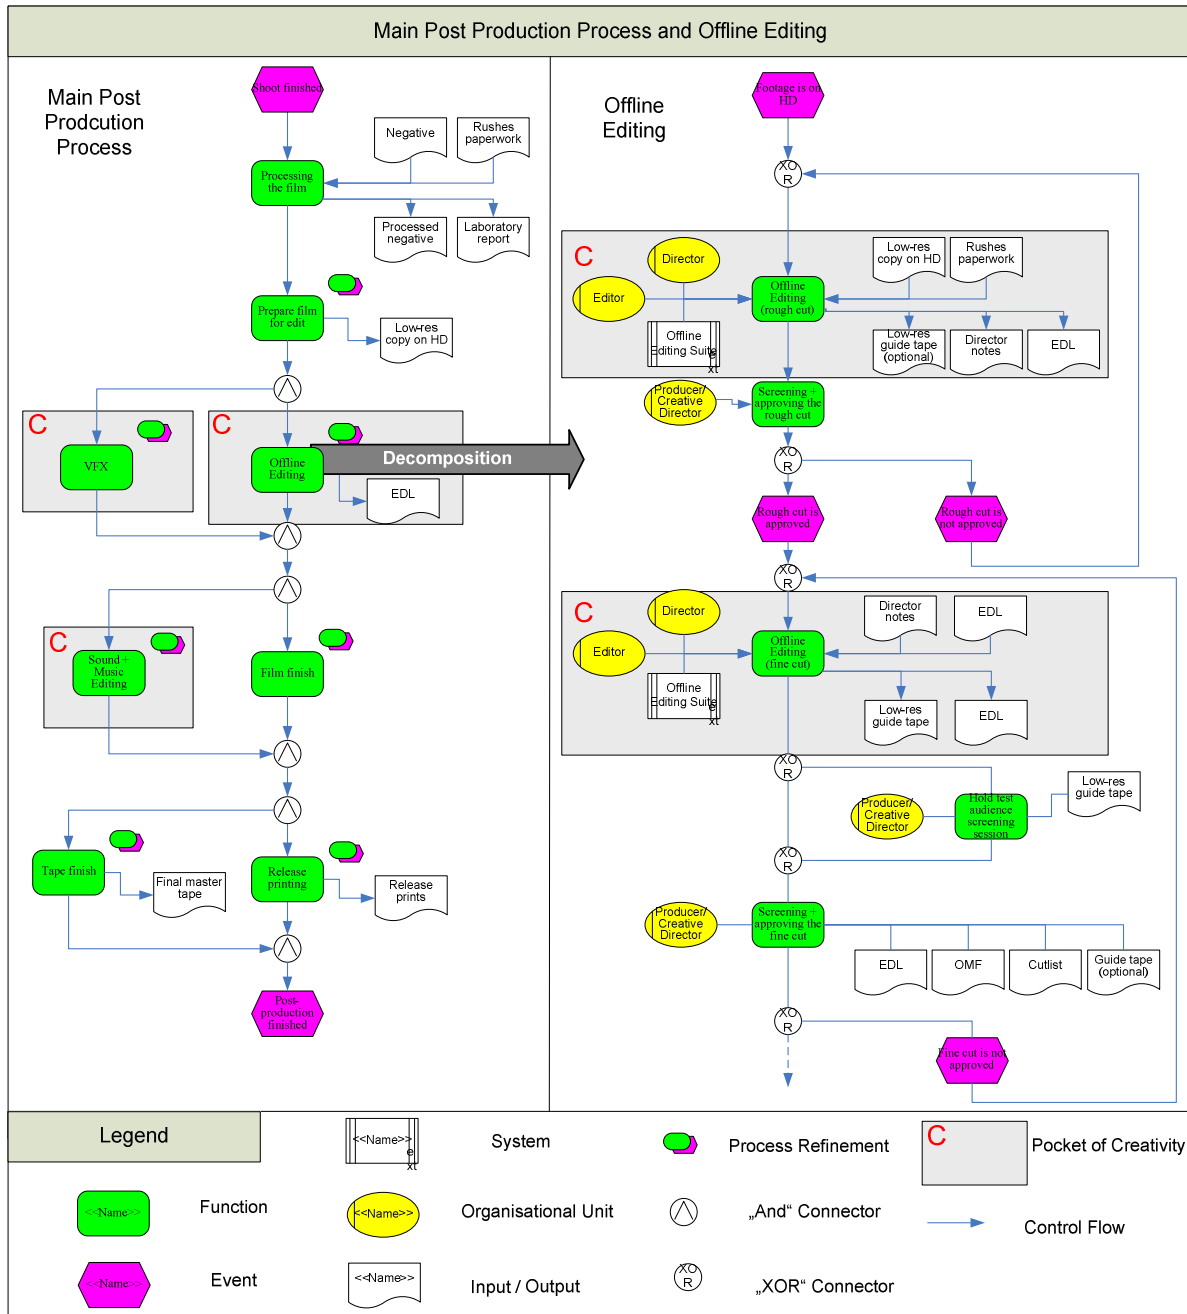 Main Post Production Process and Offline Editing
Main Post
Prodcution
Process
Shoot finished
Negative
Rushes
paperwork
Processing
the film
Processed
negative
Laboratory
report
Prepare film
for edit
Low-res
copy on HD
C
VFX
C
Offline
Editing
EDL
Decomposition
C
Sound +
Music
Editing
Film finish
Tape finish
Final master
tape
Release
printing
Release
prints
Post-
production
finished
Offline
Editing
Footage is on
HD
XO
R
C
Director
Editor
Offline
Editing Suite
e
xt
Offline
Editing
(rough cut)
Low-res
copy on HD
Rushes
paperwork
Low-res
guide tape
(optional)
Director
notes
EDL
Producer/
Creative
Director
Screening +
approving the
rough cut
XO
R
Rough cut is
approved
Rough cut is
not approved
XO
R
C
Director
Editor
Offline
Editing Suite
e
xt
Offline
Editing
(fine cut)
Director
notes
EDL
Low-res
guide tape
EDL
XO
R
Producer/
Creative
Director
Hold test
audience
screening
session
Low-res
guide tape
XO
R
Producer/
Creative
Director
Screening +
approving the
fine cut
EDL
OMF
Cutlist
Guide tape
(optional)
XO
R
Fine cut is not
approved
Legend
<<Name>>
e
xt
System
Process Refinement
C
Pocket of Creativity
<<Name>>
Function
<<Name>>
Organisational Unit
„And“ Connector
Control Flow
<<Name>>
Event
<<Name>>
Input / Output
XO
R
„XOR“ Connector